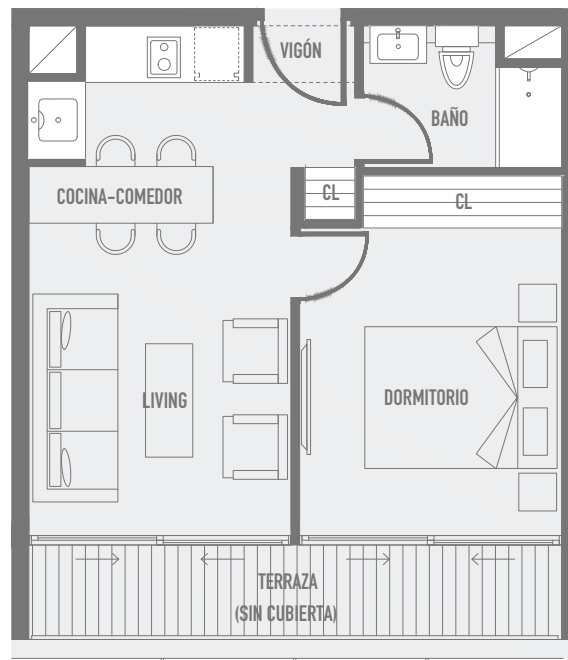 VIGÓN
BAÑO
COCINA-COMEDOR
CL
CL
LIVING
DORMITORIO
TERRAZA
(SIN CUBIERTA)